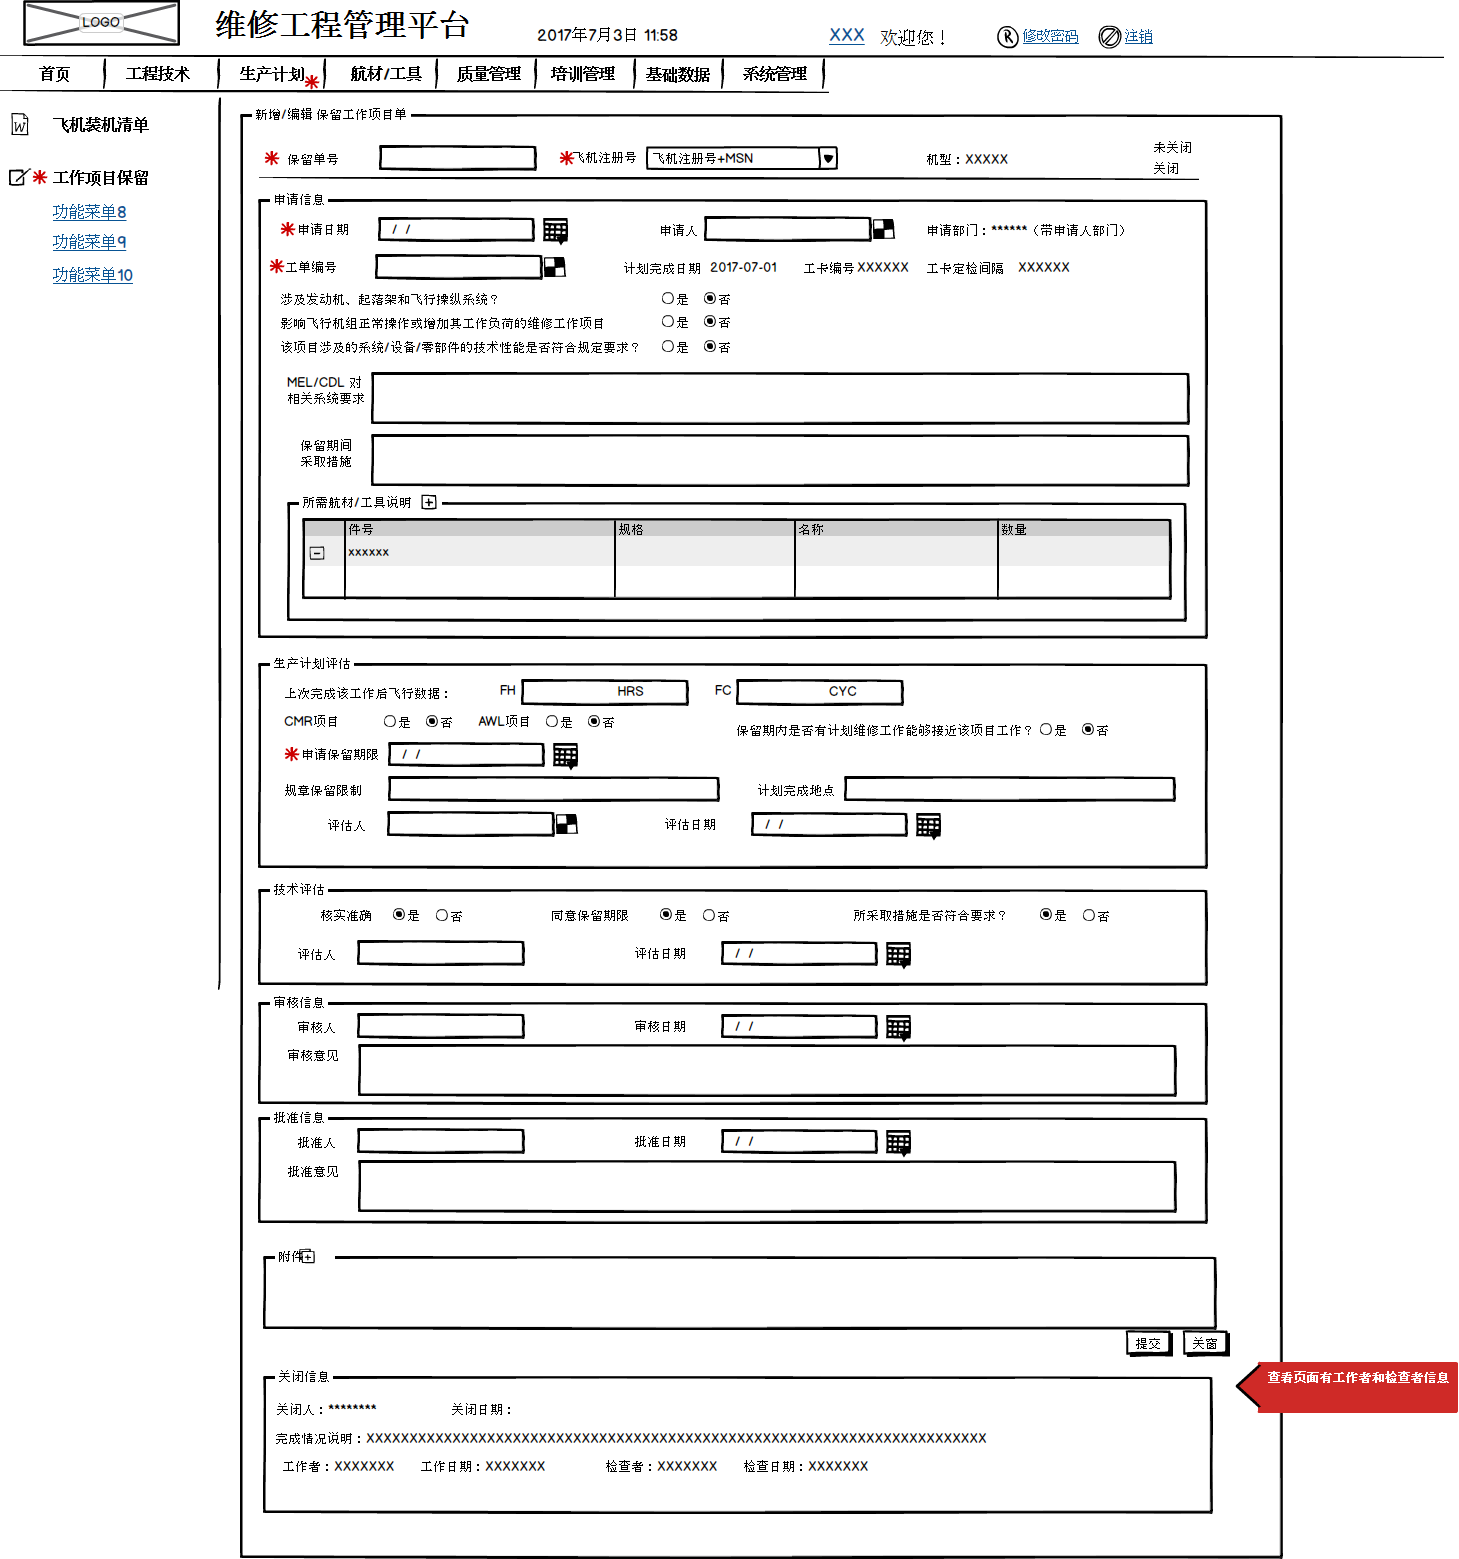 LOGO 维修工程管理平台 2017年7月3日 11:58 XXX 欢迎您！ 修改密码 注销
首页 工程技术 生产计划 航材/工具 质量管理 培训管理 基础数据 系统管理
飞机装机清单
工作项目保留
功能菜单8
功能菜单9
功能菜单10
新增/编辑 保留工作项目单
保留单号 飞机注册号 飞机注册号+MSN 机型：XXXXX 未关闭
关闭
申请信息
申请日期 / / 申请人 申请部门：******（带申请人部门）
工单编号 计划完成日期 2017-07-01 工卡编号 XXXXXX 工卡定检间隔 XXXXXX
涉及发动机、起落架和飞行操纵系统？ 是 否
影响飞行机组正常操作或增加其工作负荷的维修工作项目 是 否
该项目涉及的系统/设备/零部件的技术性能是否符合规定要求？ 是 否
MEL/CDL 对
相关系统要求
保留期间
采取措施
所需航材/工具说明
件号 规格 名称 数量
xxxxxx
生产计划评估
上次完成该工作后飞行数据： FH HRS FC CYC
CMR项目 是 否 AWL项目 是 否 保留期内是否有计划维修工作能够接近该项目工作？ 是 否
申请保留期限 / /
规章保留限制 计划完成地点
评估人 评估日期 / /
技术评估
核实准确 是 否 同意保留期限 是 否 所采取措施是否符合要求？ 是 否
评估人 评估日期 / /
审核信息
审核人 审核日期 / /
审核意见
批准信息
批准人 批准日期 / /
批准意见
附件
提交 关窗
查看页面有工作者和检查者信息
关闭信息
关闭人：******** 关闭日期：
完成情况说明：XXXXXXXXXXXXXXXXXXXXXXXXXXXXXXXXXXXXXXXXXXXXXXXXXXXXXXXXXXXXXXXXXXXXXXXX
工作者：XXXXXXX 工作日期：XXXXXXX 检查者：XXXXXXX 检查日期：XXXXXXX